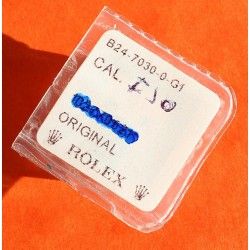 B24-7030-0-G1
CAL.
ORIGINAL
ROLEX